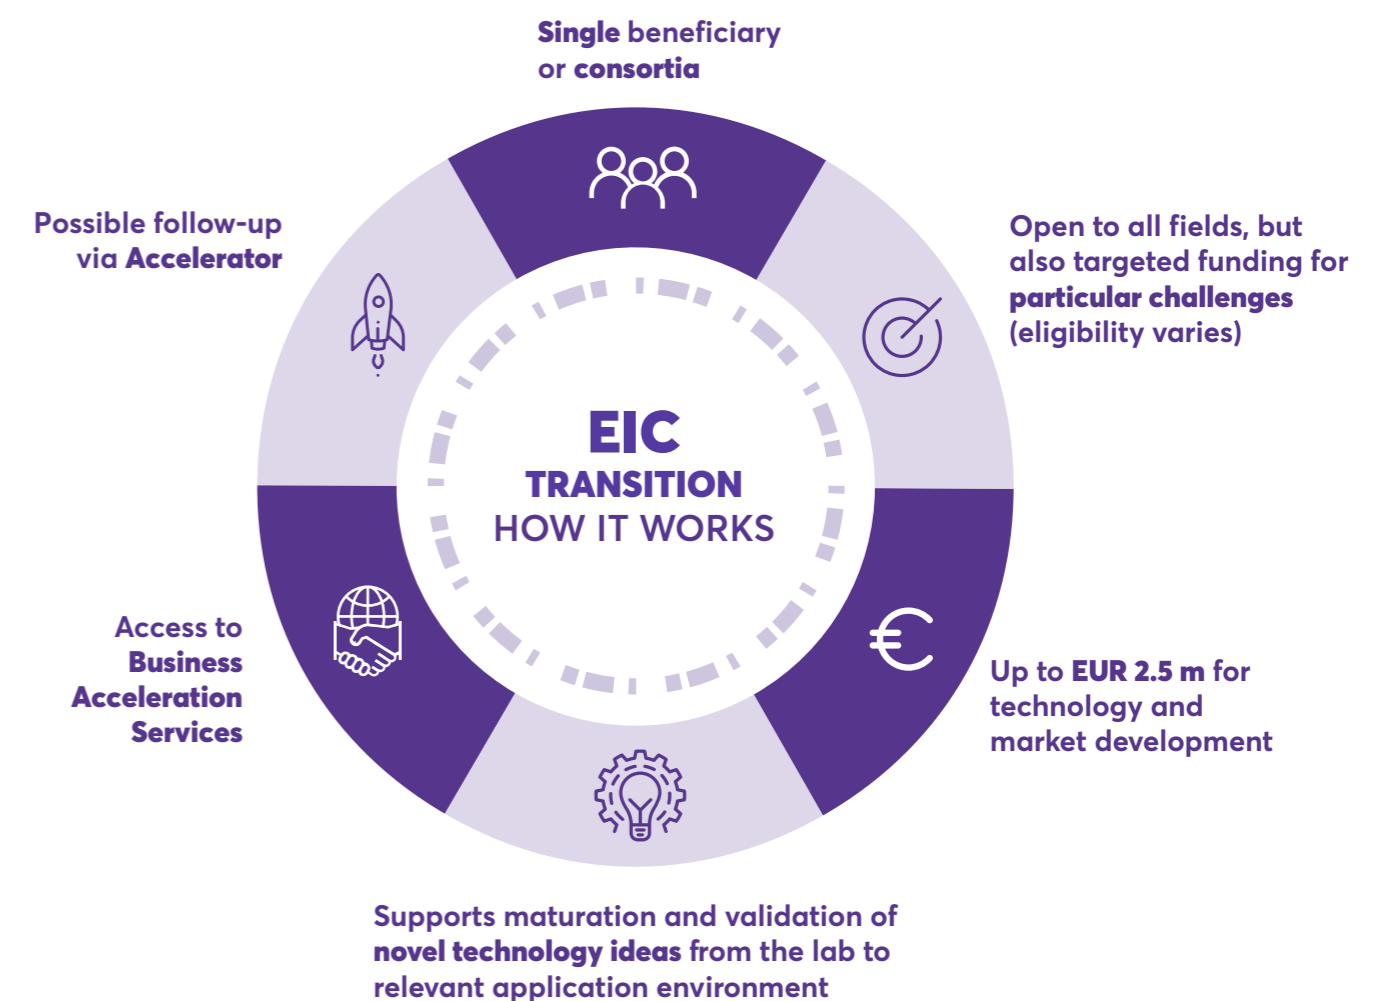 Single beneficiary
or consortia
Possible follow-up
via Accelerator
Open to all fields, but
also targeted funding for
particular challenges
(eligibility varies)
EIC
TRANSITION
HOW IT WORKS
Access to
Business
Acceleration
Services
Up to EUR 2.5 m for
technology and
market development
Supports maturation and validation of
novel technology ideas from the lab to
relevant application environment